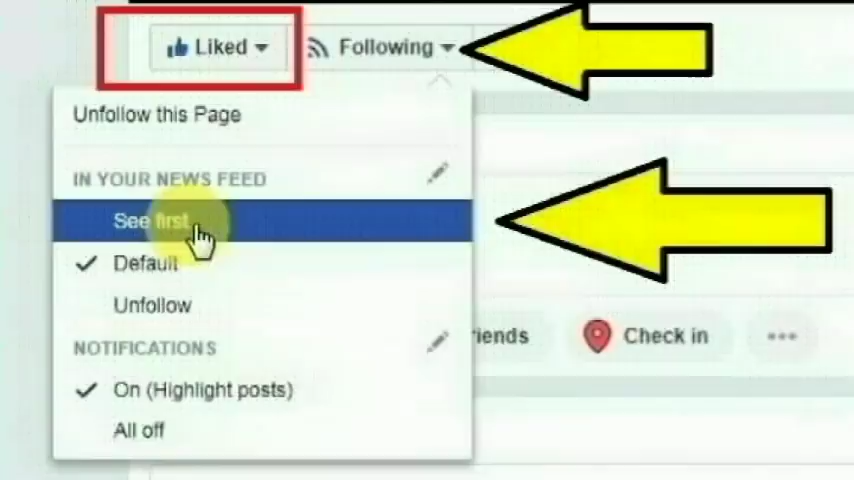 Liked Following
Unfollow this Page
IN YOUR NEWS FEED
See first
Default
Unfollow
riends Check in
NOTIFICATIONS
On (Highlight posts)
All off